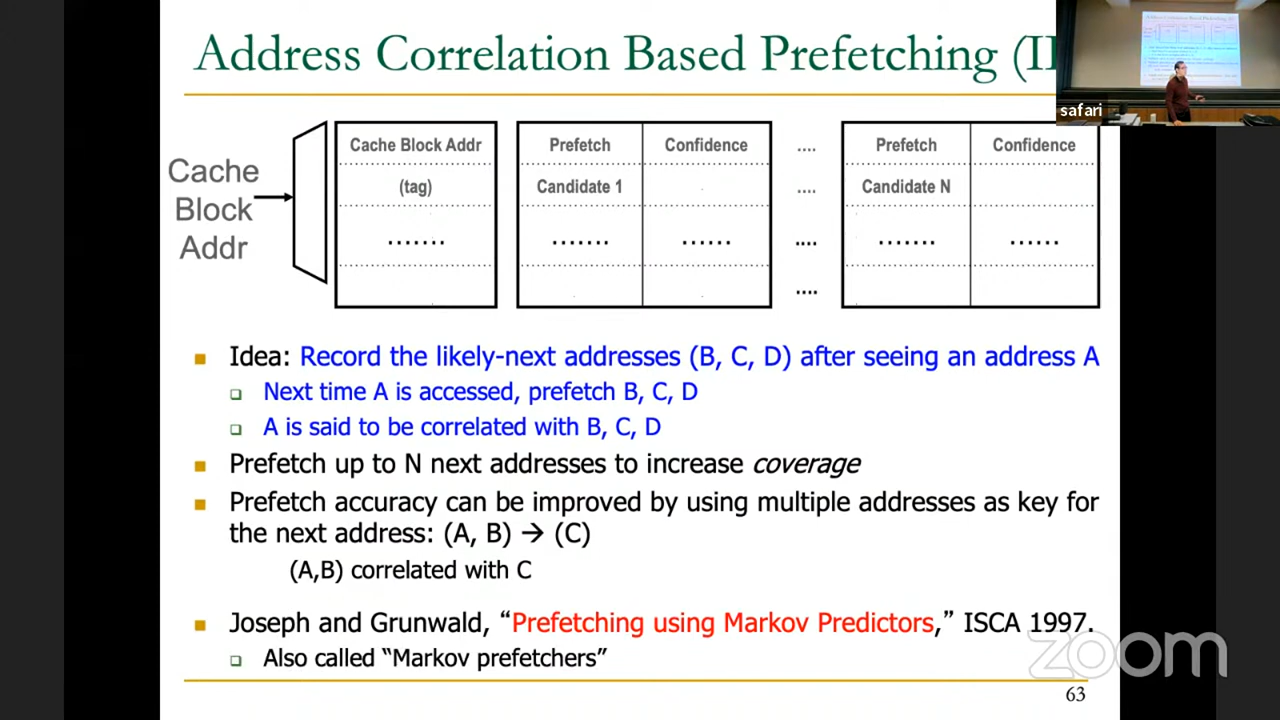 Address Correlation Based Prefetching (II
safari
Cache Block Addr
Cache Block Addr Prefetch Confidence .... Prefetch Confidence
(tag) Candidate 1 .... Candidate N
....... ....... ...... .... ....... ......
....
Idea: Record the likely-next addresses (B, C, D) after seeing an address A
Next time A is accessed, prefetch B, C, D
A is said to be correlated with B, C, D
Prefetch up to N next addresses to increase coverage
Prefetch accuracy can be improved by using multiple addresses as key for
the next address: (A, B) → (C)
(A,B) correlated with C
Joseph and Grunwald, “Prefetching using Markov Predictors,” ISCA 1997.
Also called “Markov prefetchers”
zoom
63